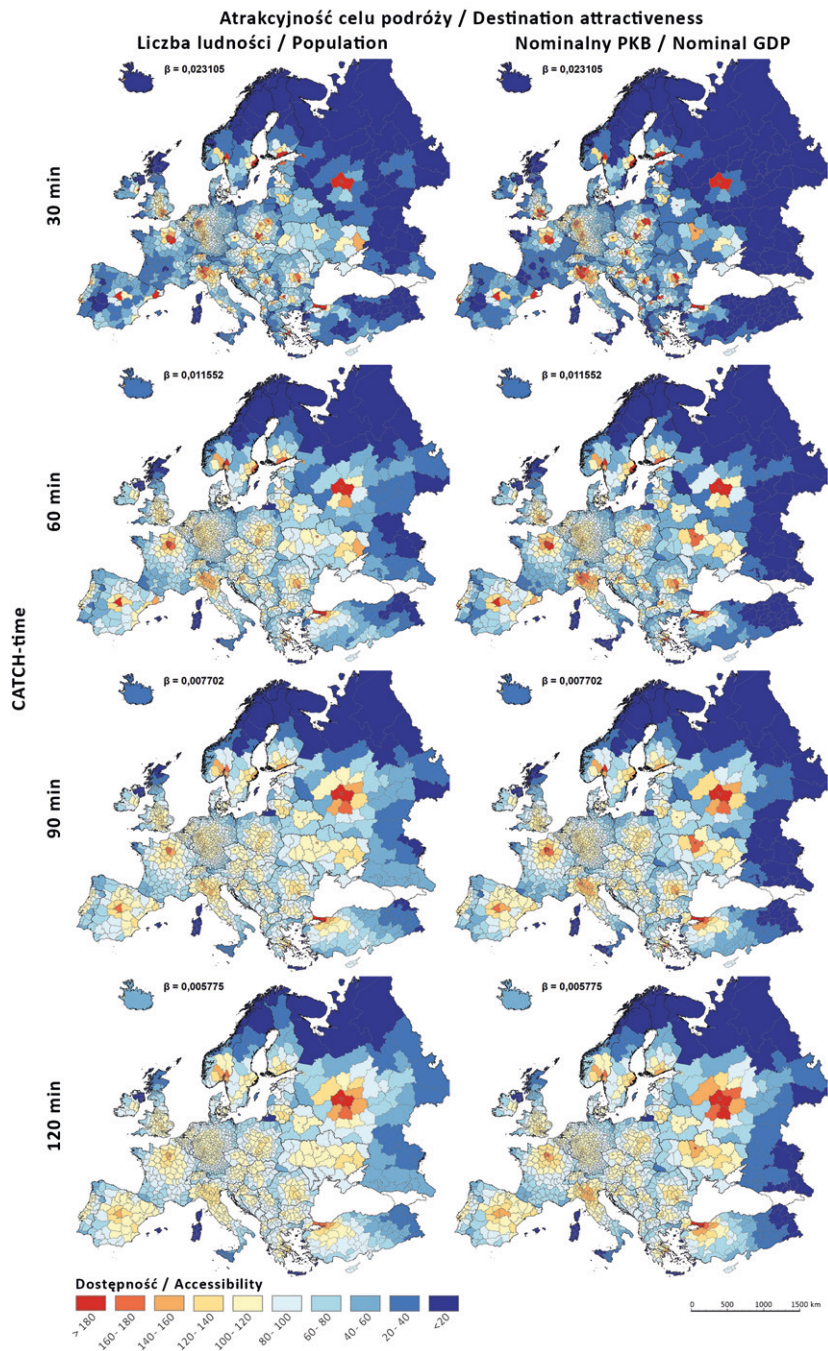 Atrakcyjność celu podróży / Destination attractiveness
Liczba ludności / Population
Nominalny PKB / Nominal GDP
CATCH-time
30 min
β = 0,023105
β = 0,023105
60 min
β = 0,011552
β = 0,011552
90 min
β = 0,007702
β = 0,007702
120 min
β = 0,005775
β = 0,005775
Dostępność / Accessibility
> 180
160- 180
140- 160
120- 140
100- 120
80- 100
60- 80
40- 60
20- 40
<20
0 500 1000 1500 km